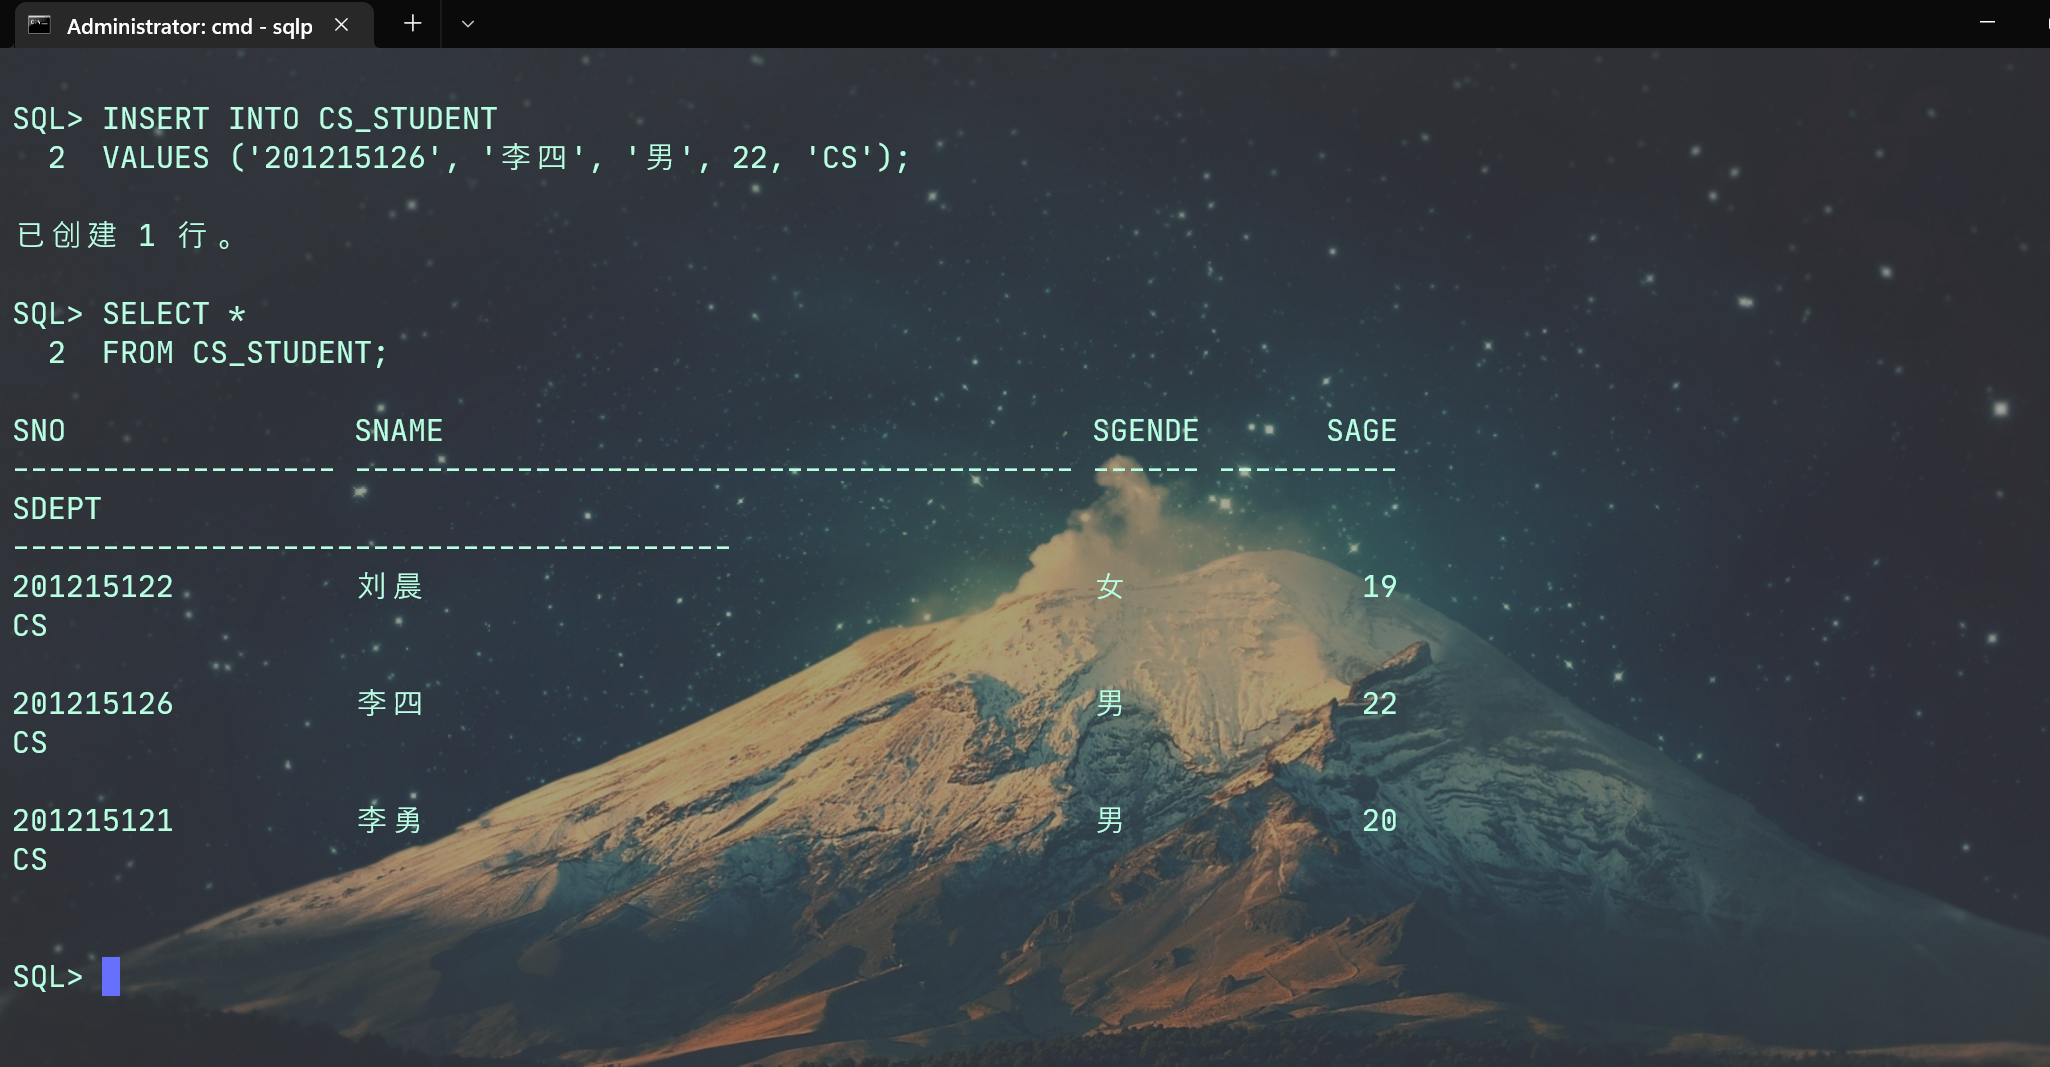 Administrator: cmd - sqlp
SQL> INSERT INTO CS_STUDENT
  2  VALUES ('201215126', '李四', '男', 22, 'CS');
已创建 1 行。
SQL> SELECT *
  2  FROM CS_STUDENT;
SNO                SNAME                                    SGENDE       SAGE
------------------ ---------------------------------------- ------ ----------
SDEPT
----------------------------------------
201215122          刘晨                                     女             19
CS
201215126          李四                                     男             22
CS
201215121          李勇                                     男             20
CS
SQL>